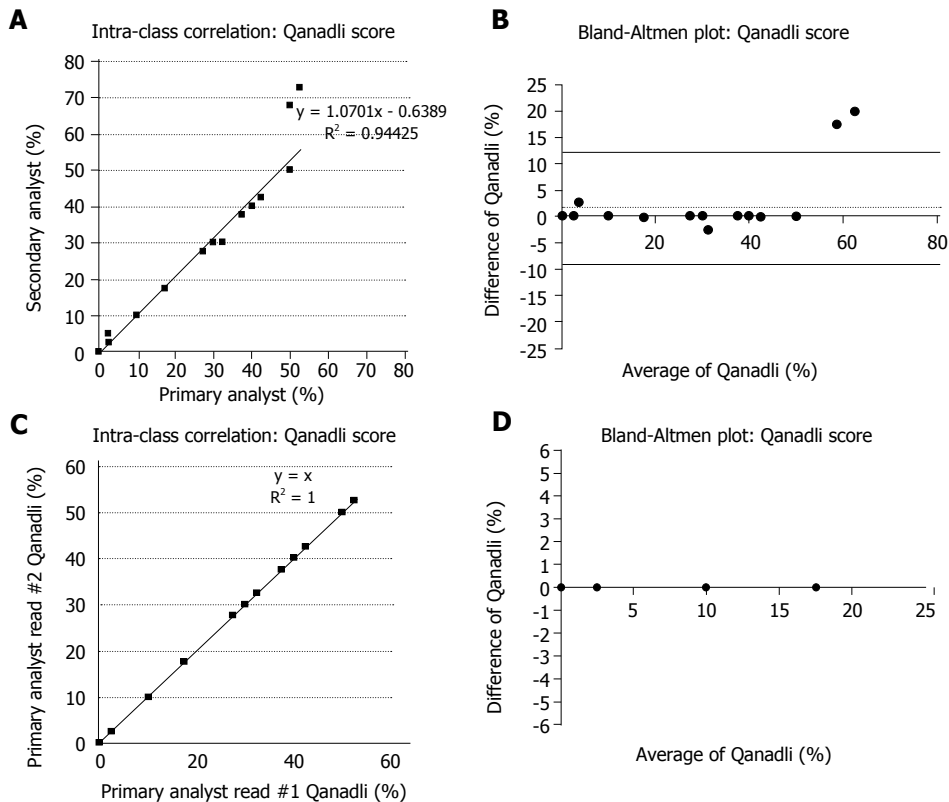 A
Intra-class correlation: Qanadli score
80
70
60
50
40
30
20
10
0
y = 1.0701x - 0.6389
R² = 0.94425
0 10 20 30 40 50 60 70 80
Secondary analyst (%)
Primary analyst (%)
B
Bland-Altmen plot: Qanadli score
25
20
15
10
5
0
-5
-10
-15
-20
-25
20 40 60 80
Difference of Qanadli (%)
Average of Qanadli (%)
C
Intra-class correlation: Qanadli score
60
50
40
30
20
10
0
y = x
R² = 1
0 20 40 60
Primary analyst read #2 Qanadli (%)
Primary analyst read #1 Qanadli (%)
D
Bland-Altmen plot: Qanadli score
6
5
4
3
2
1
0
-1
-2
-3
-4
-5
-6
5 10 15 20 25
Difference of Qanadli (%)
Average of Qanadli (%)